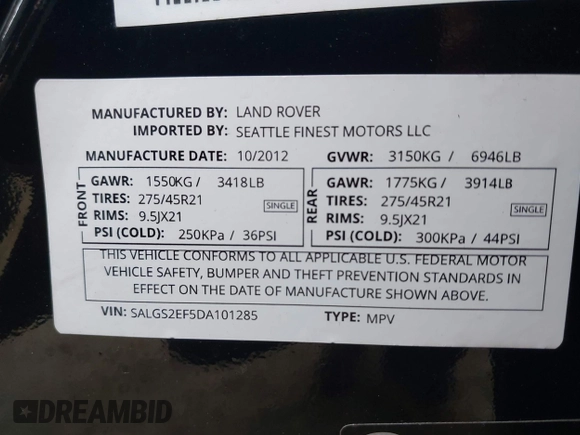 MANUFACTURED BY: LAND ROVER
IMPORTED BY: SEATTLE FINEST MOTORS LLC
MANUFACTURE DATE: 10/2012 GVWR: 3150KG / 6946LB
FRONT
GAWR: 1550KG / 3418LB
TIRES: 275/45R21
SINGLE
RIMS: 9.5JX21
PSI (COLD): 250KPa / 36PSI
REAR
GAWR: 1775KG / 3914LB
TIRES: 275/45R21
SINGLE
RIMS: 9.5JX21
PSI (COLD): 300KPa / 44PSI
THIS VEHICLE CONFORMS TO ALL APPLICABLE U.S. FEDERAL MOTOR
VEHICLE SAFETY, BUMPER AND THEFT PREVENTION STANDARDS IN
EFFECT ON THE DATE OF MANUFACTURE SHOWN ABOVE.
VIN: SALGS2EF5DA101285 TYPE: MPV
DREAMBID